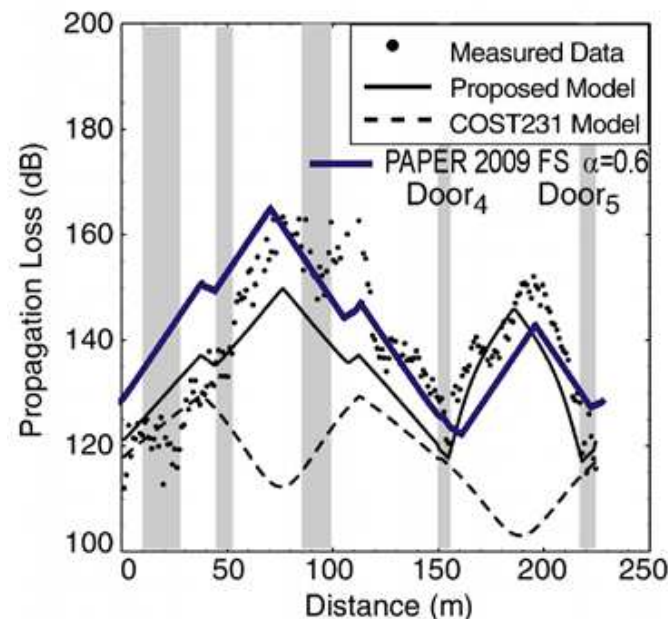 200
180
160
140
120
100
Propagation Loss (dB)
Measured Data
Proposed Model
COST231 Model
PAPER 2009 FS α=0.6
Door4
Door5
0
50
100
150
200
250
Distance (m)